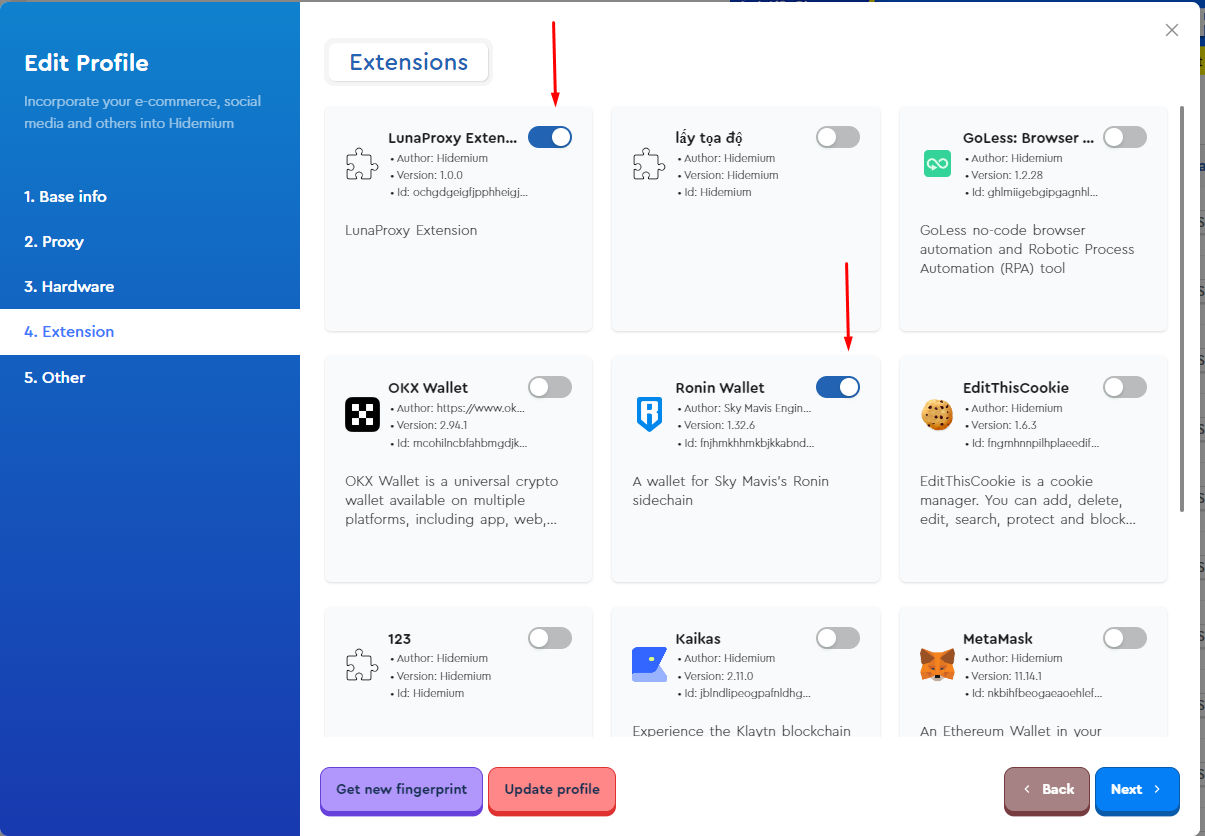 Edit Profile
Incorporate your e-commerce, social
media and others into Hidemium
1. Base info
2. Proxy
3. Hardware
4. Extension
5. Other
Extensions
LunaProxy Exten...
• Author: Hidemium
• Version: 1.0.0
• Id: ochgdgeigfjpphheigj...
LunaProxy Extension
lấy tọa độ
• Author: Hidemium
• Version: Hidemium
• Id: Hidemium
GoLess: Browser ...
• Author: Hidemium
• Version: 1.2.28
• Id: ghlmiigebgipgagnhl...
GoLess no-code browser
automation and Robotic Process
Automation (RPA) tool
OKX Wallet
• Author: https://www.ok...
• Version: 2.94.1
• Id: mcohilncbfahbmgdjk...
OKX Wallet is a universal crypto
wallet available on multiple
platforms, including app, web,...
Ronin Wallet
• Author: Sky Mavis Engin...
• Version: 1.32.6
• Id: fnjhmkhhmkbjkkabnd...
A wallet for Sky Mavis's Ronin
sidechain
EditThisCookie
• Author: Hidemium
• Version: 1.6.3
• Id: fngmhnnpilhplaeedif...
EditThisCookie is a cookie
manager. You can add, delete,
edit, search, protect and block...
123
• Author: Hidemium
• Version: Hidemium
• Id: Hidemium
Kaikas
• Author: Hidemium
• Version: 2.11.0
• Id: jblndlipeogpafnldhg...
Experience the Klaytn blockchain
MetaMask
• Author: Hidemium
• Version: 11.14.1
• Id: nkbihfbeogaeaoehlef...
An Ethereum Wallet in your
Get new fingerprint
Update profile
Back
Next